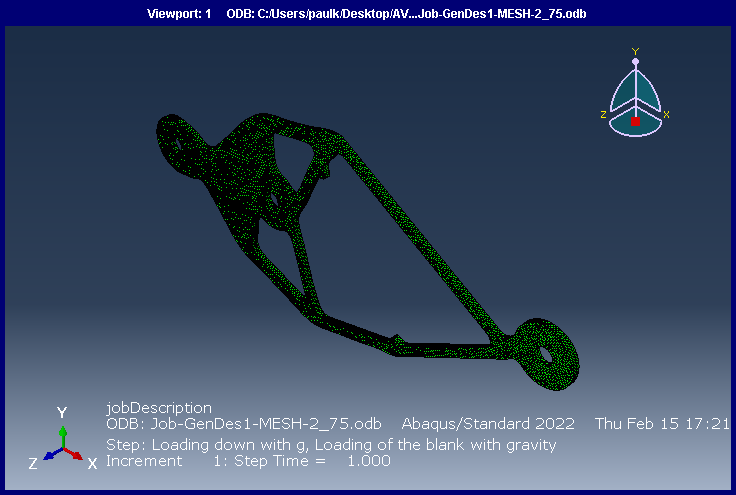 Viewport: 1    ODB: C:/Users/paulk/Desktop/AV...Job-GenDes1-MESH-2_75.odb
Y
Z
X
jobDescription
ODB: Job-GenDes1-MESH-2_75.odb    Abaqus/Standard 2022    Thu Feb 15 17:21
Step: Loading down with g, Loading of the blank with gravity
Increment      1: Step Time =    1.000
Y
Z
X